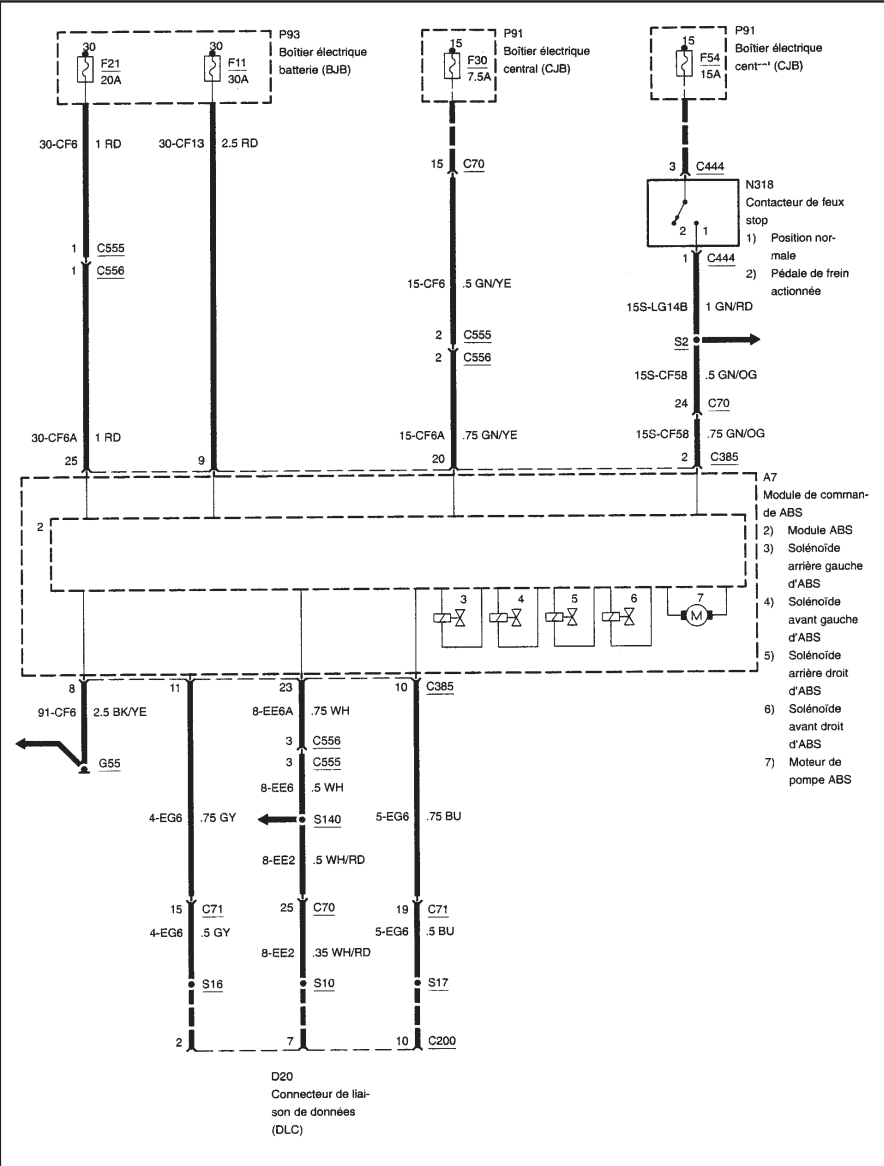 P93
Boîtier électrique
batterie (BJB)
30
F21
20A
30
F11
30A
P91
Boîtier électrique
central (CJB)
15
F30
7.5A
P91
Boîtier électrique
(CJB)
15
F54
15A
30-CF6 1 RD
30-CF13 2.5 RD
15 C70
3 C444
N318
Contacteur de feux
stop
1) Position nor-
male
2) Pédale de frein
actionnée
2 1
1 C555
1 C556
1 C444
15-CF6 .5 GN/YE
15S-LG14B 1 GN/RD
2 C555
2 C556
S2
15S-CF58 .5 GN/OG
24 C70
30-CF6A 1 RD
15-CF6A .75 GN/YE
15S-CF58 .75 GN/OG
25 9 20 2 C385
A7
Module de comman-
de ABS
2) Module ABS
3) Solénoïde
arrière gauche
d'ABS
4) Solénoïde
avant gauche
d'ABS
5) Solénoïde
arrière droit
d'ABS
6) Solénoïde
avant droit
d'ABS
7) Moteur de
pompe ABS
2
3 4 5 6 7
M
8 11 23 10 C385
91-CF6 2.5 BK/YE
8-EE6A .75 WH
3 C556
3 C555
G55
8-EE6 .5 WH
4-EG6 .75 GY
S140
5-EG6 .75 BU
8-EE2 .5 WH/RD
15 C71
25 C70
19 C71
4-EG6 .5 GY
5-EG6 .5 BU
8-EE2 .35 WH/RD
S16 S10 S17
2 7 10 C200
D20
Connecteur de liai-
son de données
(DLC)